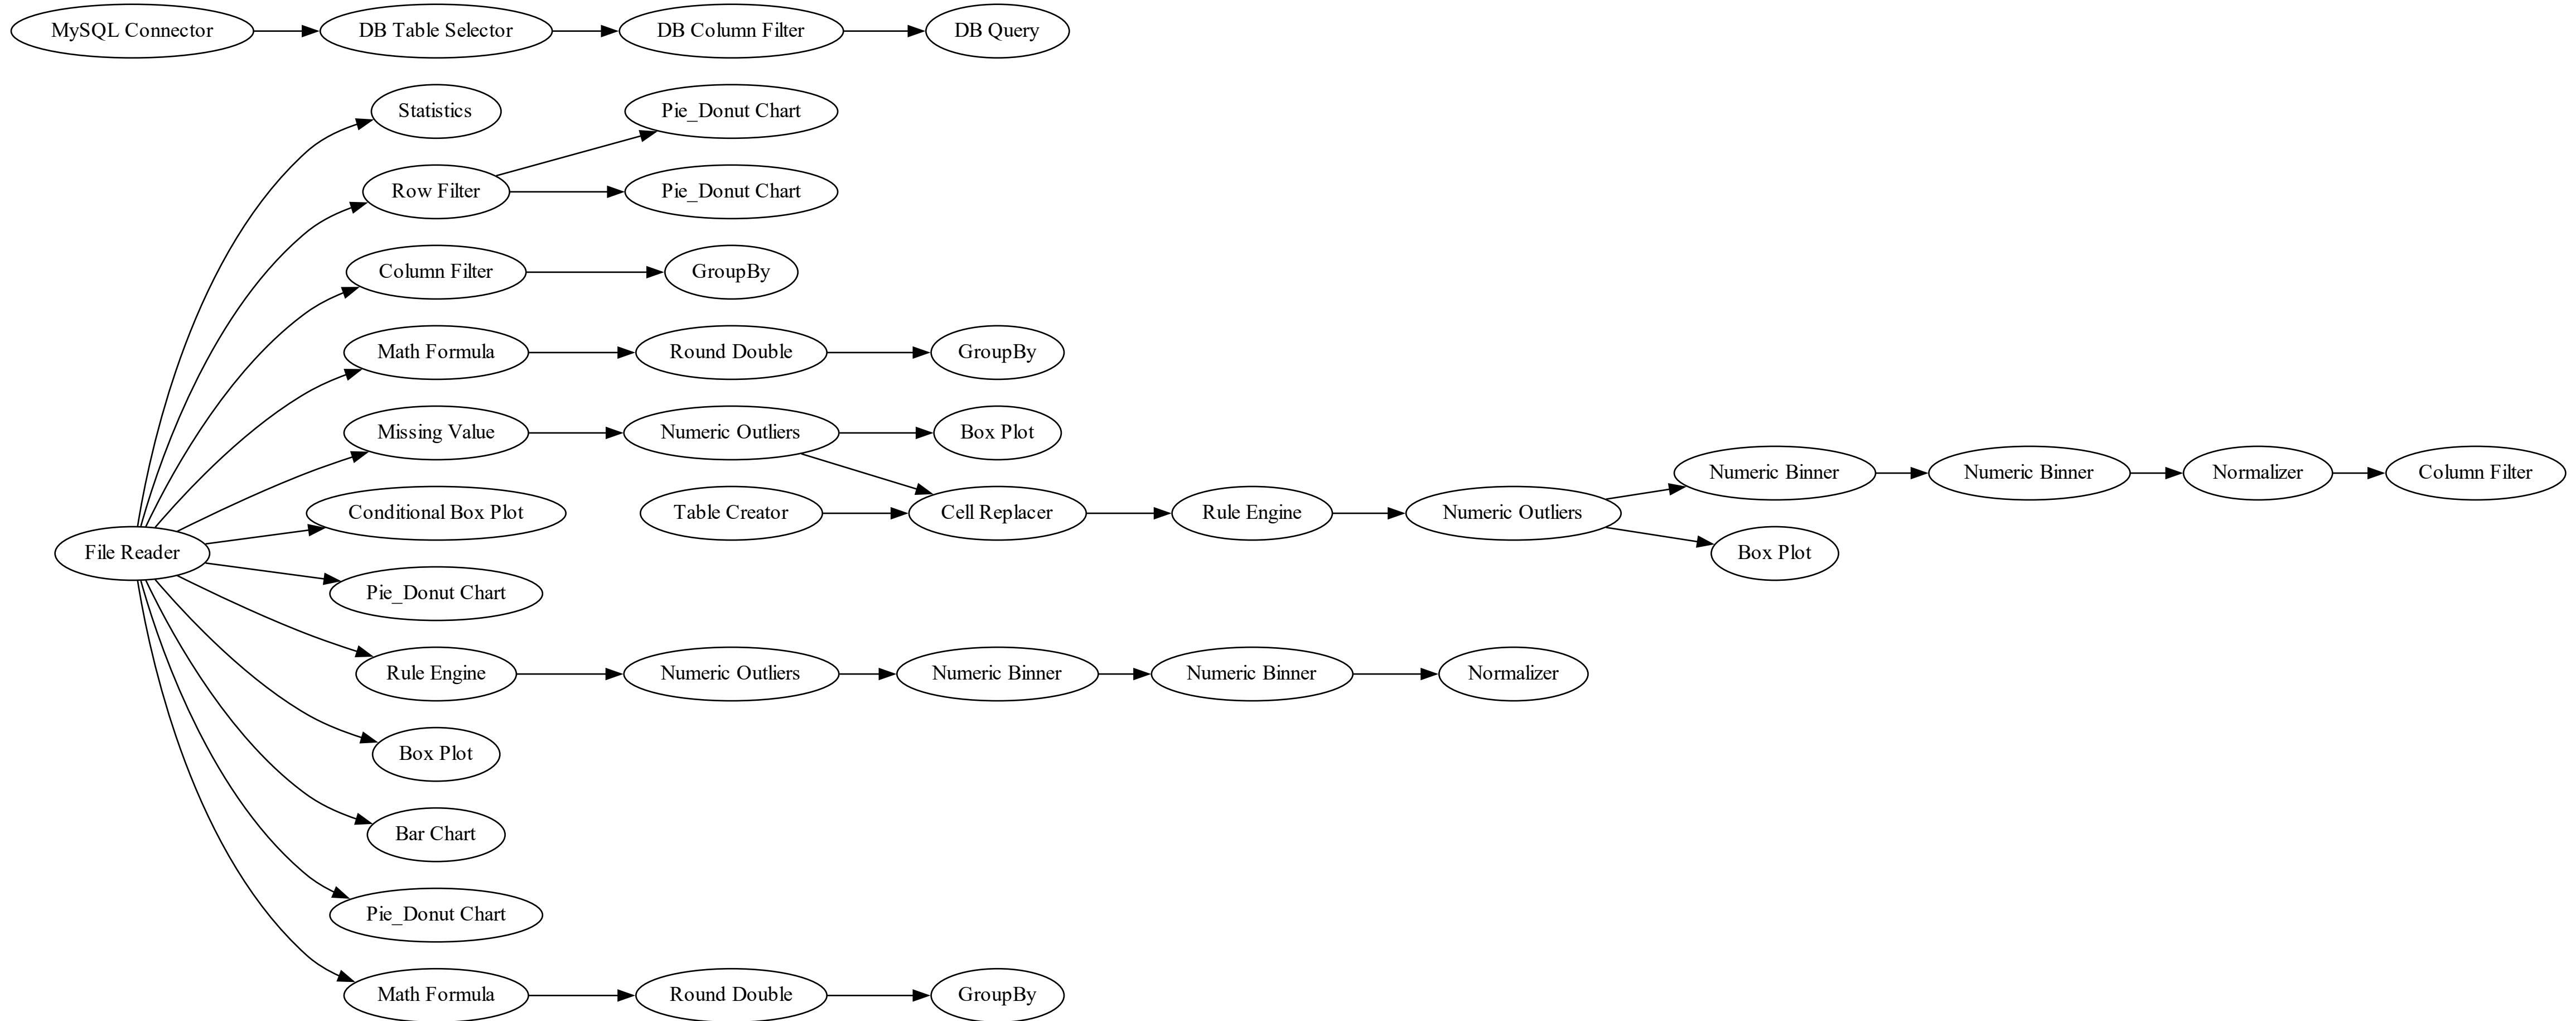 MySQL Connector
DB Table Selector
DB Column Filter
DB Query
Statistics
Pie_Donut Chart
Row Filter
Pie_Donut Chart
Column Filter
GroupBy
Math Formula
Round Double
GroupBy
Missing Value
Numeric Outliers
Box Plot
Numeric Binner
Numeric Binner
Normalizer
Column Filter
Conditional Box Plot
Table Creator
Cell Replacer
Rule Engine
Numeric Outliers
File Reader
Box Plot
Pie_Donut Chart
Rule Engine
Numeric Outliers
Numeric Binner
Numeric Binner
Normalizer
Box Plot
Bar Chart
Pie_Donut Chart
Math Formula
Round Double
GroupBy